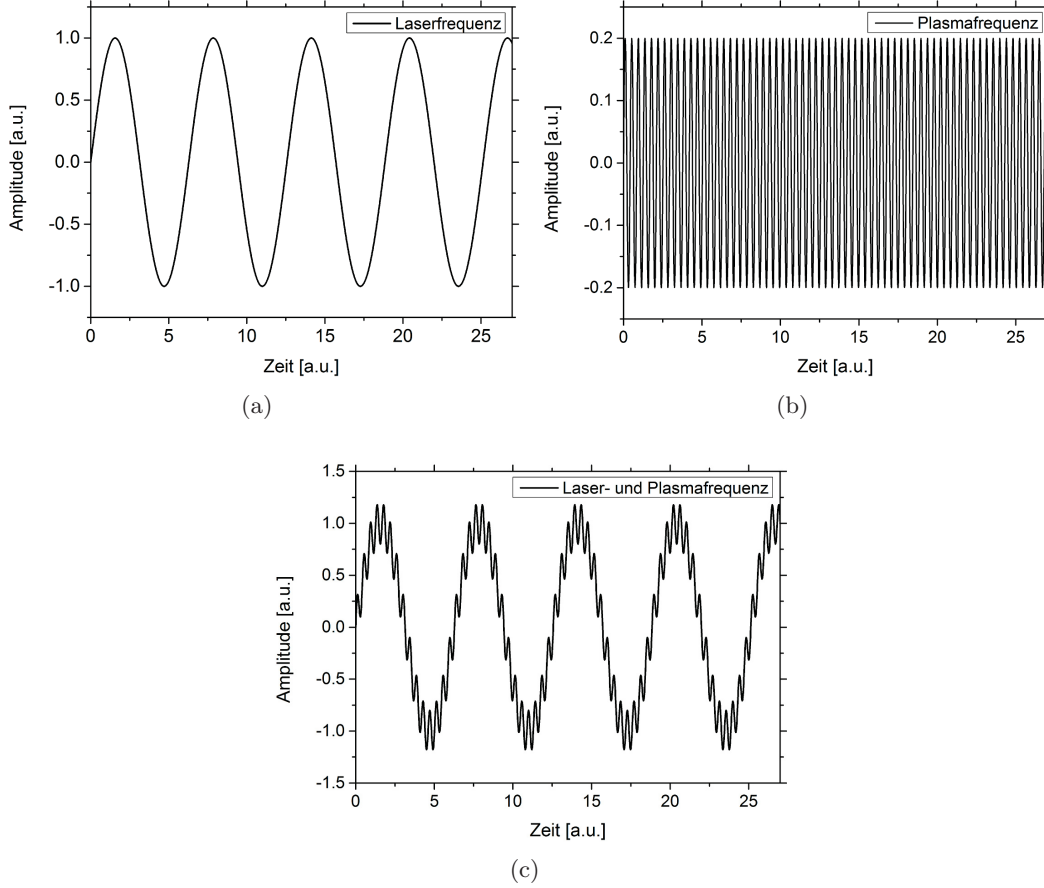 Laserfrequenz
1.0
0.5
0.0
-0.5
-1.0
Amplitude [a.u.]
0 5 10 15 20 25
Zeit [a.u.]
(a)
Plasmafrequenz
0.2
0.1
0.0
-0.1
-0.2
Amplitude [a.u.]
0 5 10 15 20 25
Zeit [a.u.]
(b)
Laser- und Plasmafrequenz
1.5
1.0
0.5
0.0
-0.5
-1.0
-1.5
Amplitude [a.u.]
0 5 10 15 20 25
Zeit [a.u.]
(c)